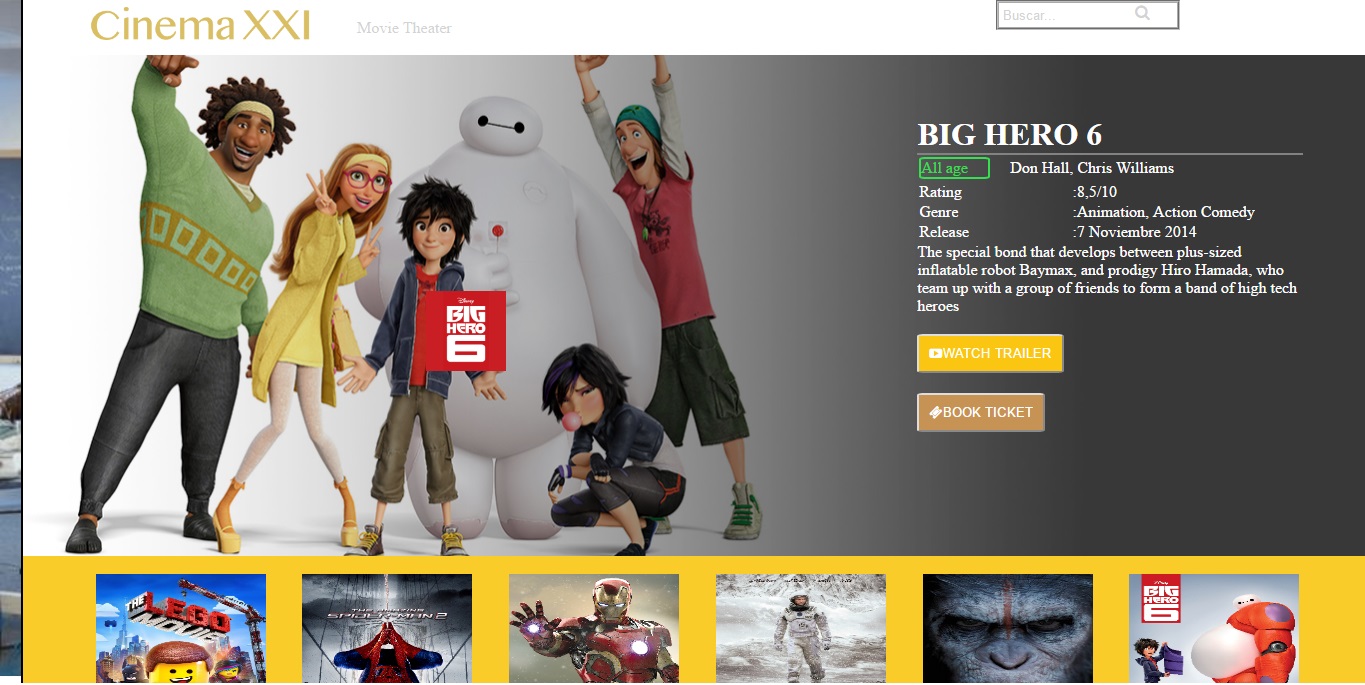 Cinema XXI
Movie Theater
Buscar...
BIG HERO 6
All age
Don Hall, Chris Williams
Rating :8,5/10
Genre :Animation, Action Comedy
Release :7 Noviembre 2014
The special bond that develops between plus-sized
inflatable robot Baymax, and prodigy Hiro Hamada, who
team up with a group of friends to form a band of high tech
heroes
WATCH TRAILER
BOOK TICKET
Disney
BIG
HERO
6
THE
LEGO
MOVIE
THE AMAZING
SPIDER-MAN 2
BIG
HERO
6